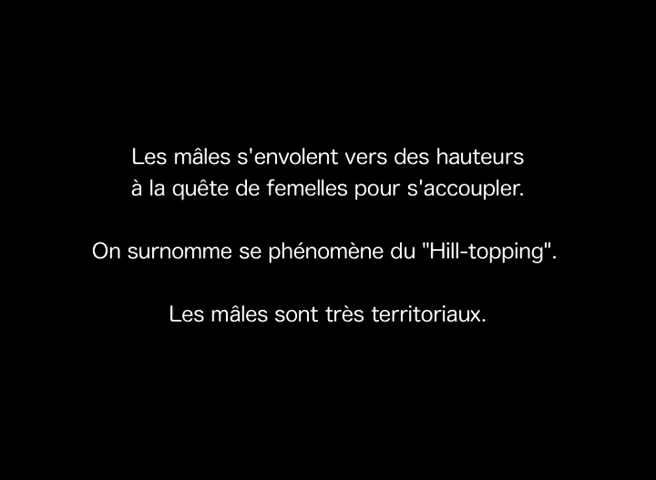 Les mâles s'envolent vers des hauteurs
à la quête de femelles pour s'accoupler.
On surnomme se phénomène du "Hill-topping".
Les mâles sont très territoriaux.